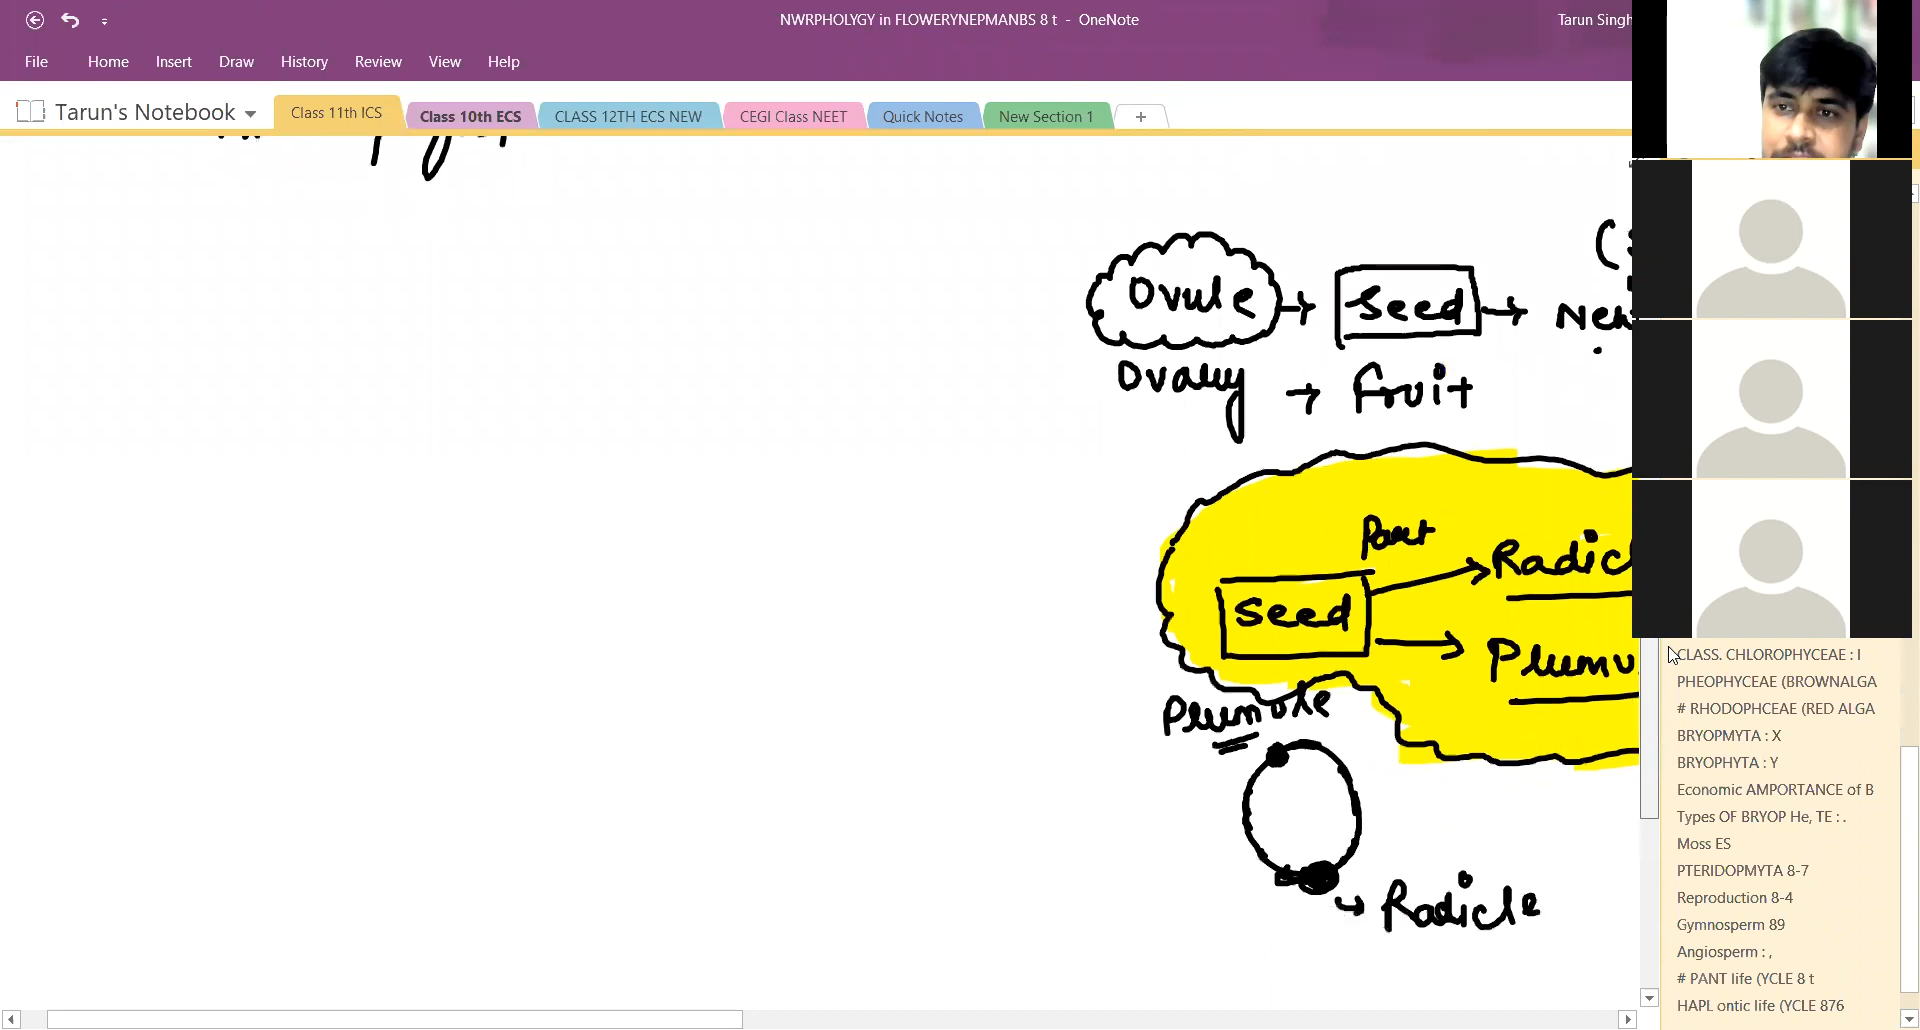 NWRPHOLYGY in FLOWERYNEPMANBS 8 t - OneNote
Tarun Singh
File Home Insert Draw History Review View Help
Tarun's Notebook
Class 11th ICS
Class 10th ECS
CLASS 12TH ECS NEW
CEGI Class NEET
Quick Notes
New Section 1
Ovule → Seed → New
Ovary → Fruit
Part
Seed → Radicl
→ Plumu
Plumule
Radicle
CLASS. CHLOROPHYCEAE : I
PHEOPHYCEAE (BROWNALGA
# RHODOPHCEAE (RED ALGA
BRYOPMYTA : X
BRYOPHYTA : Y
Economic AMPORTANCE of B
Types OF BRYOP He, TE : .
Moss ES
PTERIDOPMYTA 8-7
Reproduction 8-4
Gymnosperm 89
Angiosperm : ,
# PANT life (YCLE 8 t
HAPL ontic life (YCLE 876